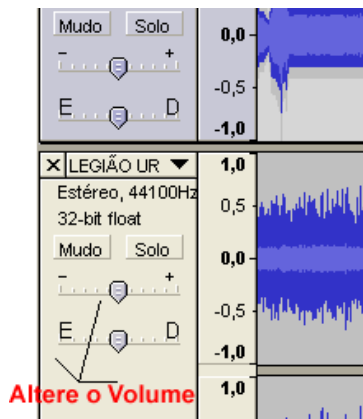 Mudo Solo
- +
E D
0,0
-0,5
-1,0
× LEGIÃO UR ▼
Estéreo, 44100Hz
32-bit float
Mudo Solo
- +
E D
1,0
0,5
0,0
-0,5
-1,0
Altere o Volume
1,0